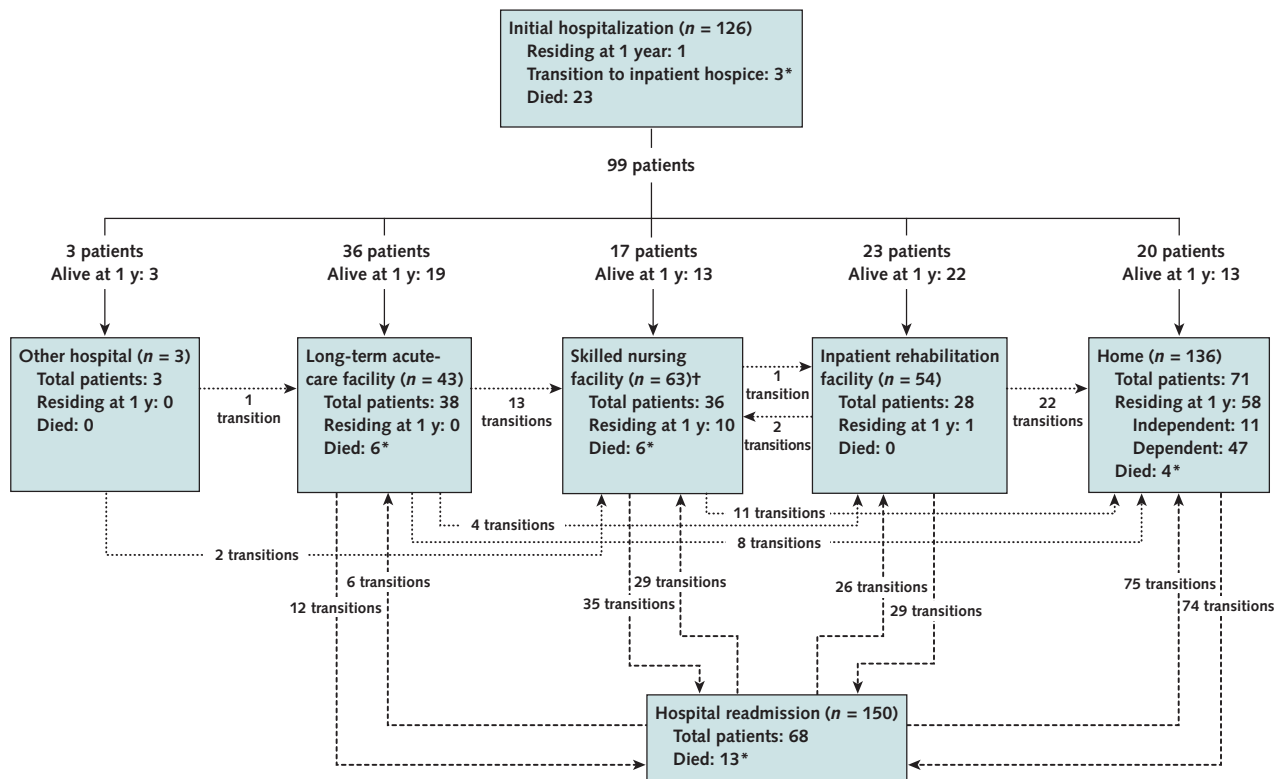 Initial hospitalization (n = 126)
Residing at 1 year: 1
Transition to inpatient hospice: 3*
Died: 23
99 patients
3 patients
Alive at 1 y: 3
36 patients
Alive at 1 y: 19
17 patients
Alive at 1 y: 13
23 patients
Alive at 1 y: 22
20 patients
Alive at 1 y: 13
Other hospital (n = 3)
Total patients: 3
Residing at 1 y: 0
Died: 0
1
transition
Long-term acute-
care facility (n = 43)
Total patients: 38
Residing at 1 y: 0
Died: 6*
13
transitions
Skilled nursing
facility (n = 63)†
Total patients: 36
Residing at 1 y: 10
Died: 6*
1
transition
2
transitions
Inpatient rehabilitation
facility (n = 54)
Total patients: 28
Residing at 1 y: 1
Died: 0
22
transitions
Home (n = 136)
Total patients: 71
Residing at 1 y: 58
Independent: 11
Dependent: 47
Died: 4*
11 transitions
4 transitions
8 transitions
2 transitions
6 transitions
12 transitions
29 transitions
35 transitions
26 transitions
29 transitions
75 transitions
74 transitions
Hospital readmission (n = 150)
Total patients: 68
Died: 13*